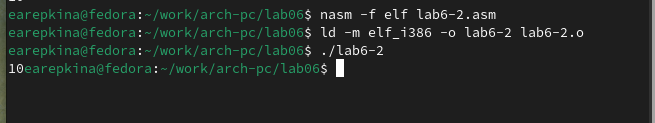 earepkina@fedora:~/work/arch-pc/lab06$ nasm -f elf lab6-2.asm
earepkina@fedora:~/work/arch-pc/lab06$ ld -m elf_i386 -o lab6-2 lab6-2.o
earepkina@fedora:~/work/arch-pc/lab06$ ./lab6-2
10earepkina@fedora:~/work/arch-pc/lab06$